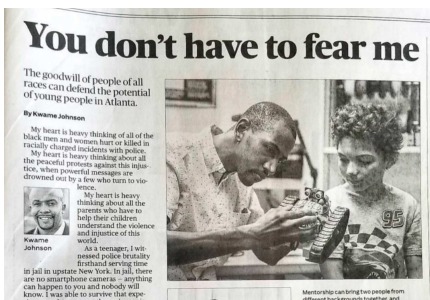 You don't have to fear me
The goodwill of people of all
races can defend the potential
of young people in Atlanta.
By Kwame Johnson
My heart is heavy thinking of all of the
black men and women hurt or killed in
racially charged incidents with police.
My heart is heavy thinking about all
the peaceful protests against this injus-
tice, when powerful messages are
drowned out by a few who turn to vio-
lence.
My heart is heavy
thinking about all the
parents who have to
help their children
understand the violence
and injustice of this
world.
Kwame
Johnson
As a teenager, I wit-
nessed police brutality
firsthand serving time
in jail in upstate New York. In jail, there
are no smartphone cameras — anything
can happen to you and nobody will
know. I was able to survive that expe-
95
Mentorship can bring two people from
different backgrounds together, and